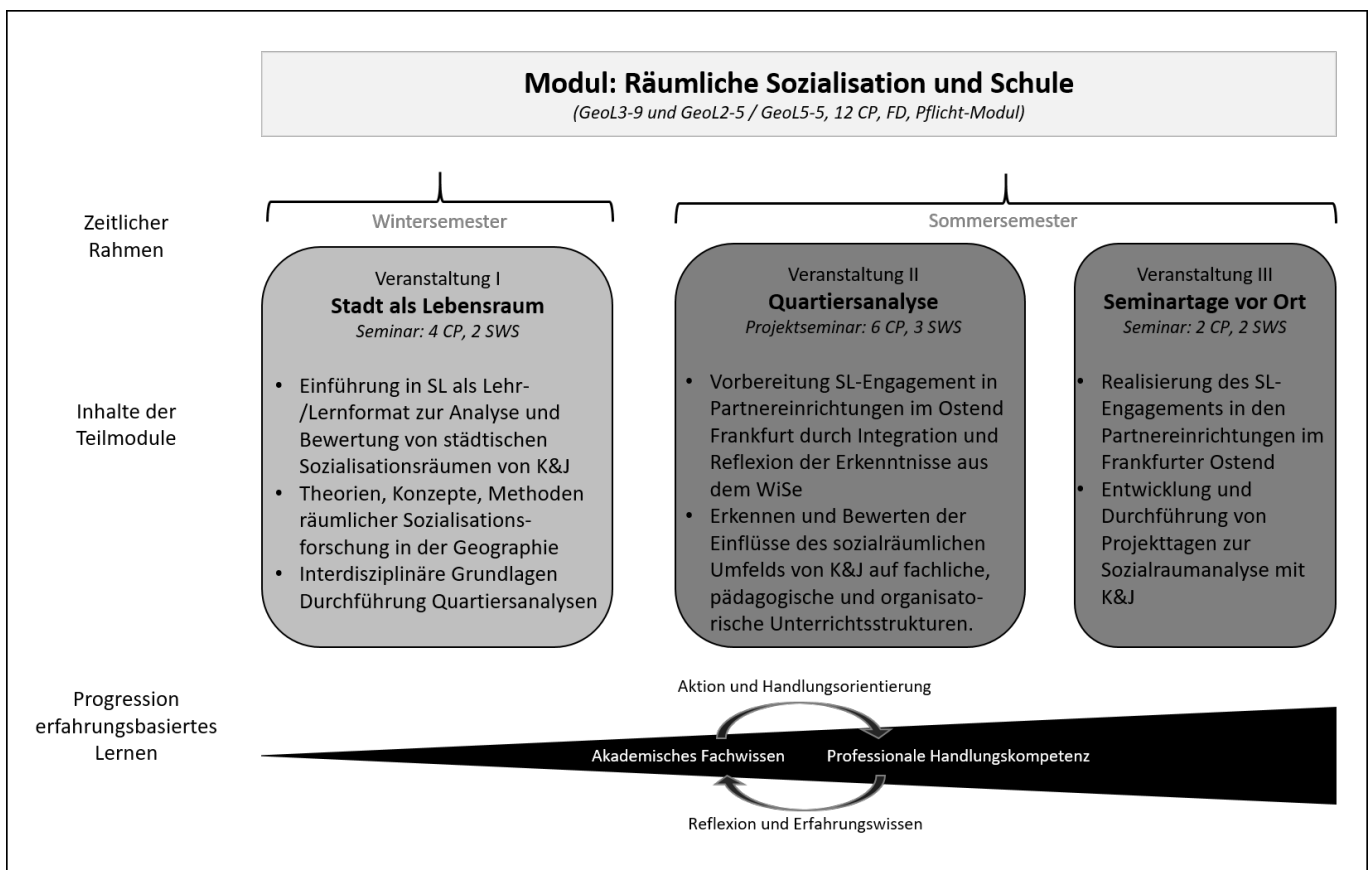 Modul: Räumliche Sozialisation und Schule
(GeoL3-9 und GeoL2-5 / GeoL5-5, 12 CP, FD, Pflicht-Modul)
Zeitlicher
Rahmen
Wintersemester
Sommersemester
Inhalte der
Teilmodule
Veranstaltung I
Stadt als Lebensraum
Seminar: 4 CP, 2 SWS
• Einführung in SL als Lehr-
/Lernformat zur Analyse und
Bewertung von städtischen
Sozialisationsräumen von K&J
• Theorien, Konzepte, Methoden
räumlicher Sozialisations-
forschung in der Geographie
• Interdisziplinäre Grundlagen
Durchführung Quartiersanalysen
Veranstaltung II
Quartiersanalyse
Projektseminar: 6 CP, 3 SWS
• Vorbereitung SL-Engagement in
Partnereinrichtungen im Ostend
Frankfurt durch Integration und
Reflexion der Erkenntnisse aus
dem WiSe
• Erkennen und Bewerten der
Einflüsse des sozialräumlichen
Umfelds von K&J auf fachliche,
pädagogische und organisato-
rische Unterrichtsstrukturen.
Veranstaltung III
Seminartage vor Ort
Seminar: 2 CP, 2 SWS
• Realisierung des SL-
Engagements in den
Partnereinrichtungen im
Frankfurter Ostend
• Entwicklung und
Durchführung von
Projekttagen zur
Sozialraumanalyse mit
K&J
Progression
erfahrungsbasiertes
Lernen
Aktion und Handlungsorientierung
Akademisches Fachwissen
Professionale Handlungskompetenz
Reflexion und Erfahrungswissen